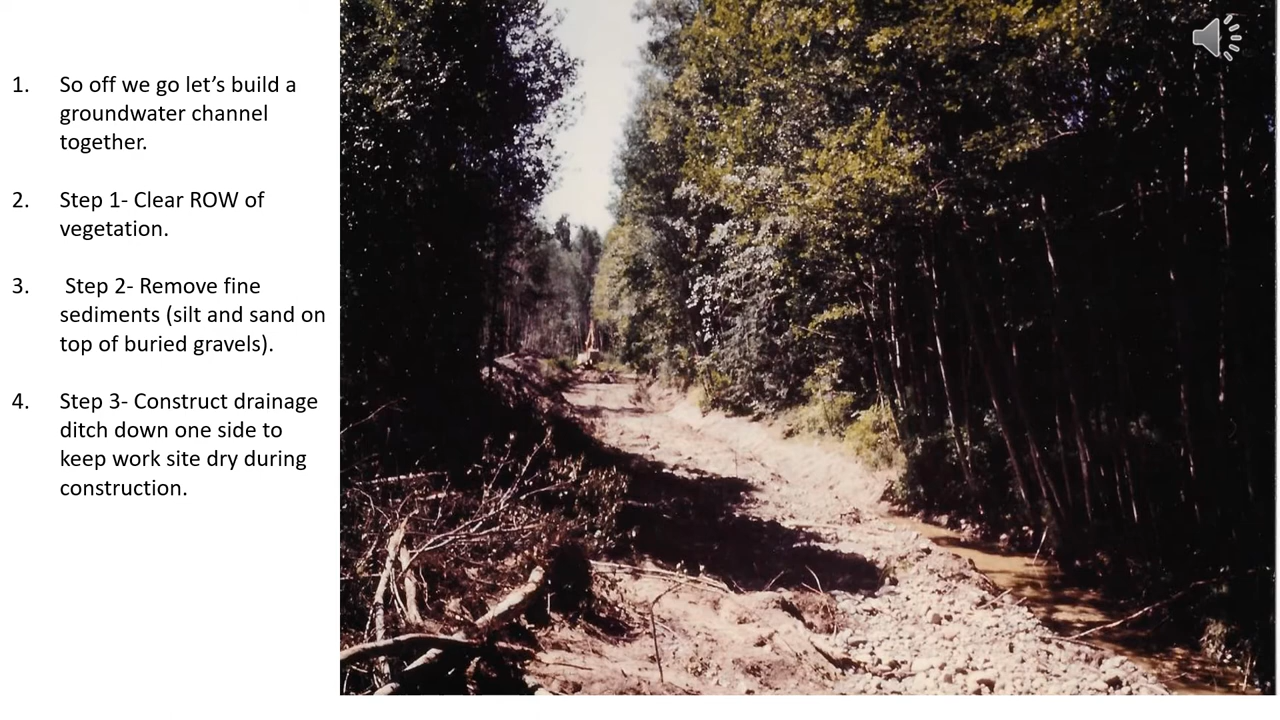 1. So off we go let's build a
groundwater channel
together.
2. Step 1- Clear ROW of
vegetation.
3. Step 2- Remove fine
sediments (silt and sand on
top of buried gravels).
4. Step 3- Construct drainage
ditch down one side to
keep work site dry during
construction.